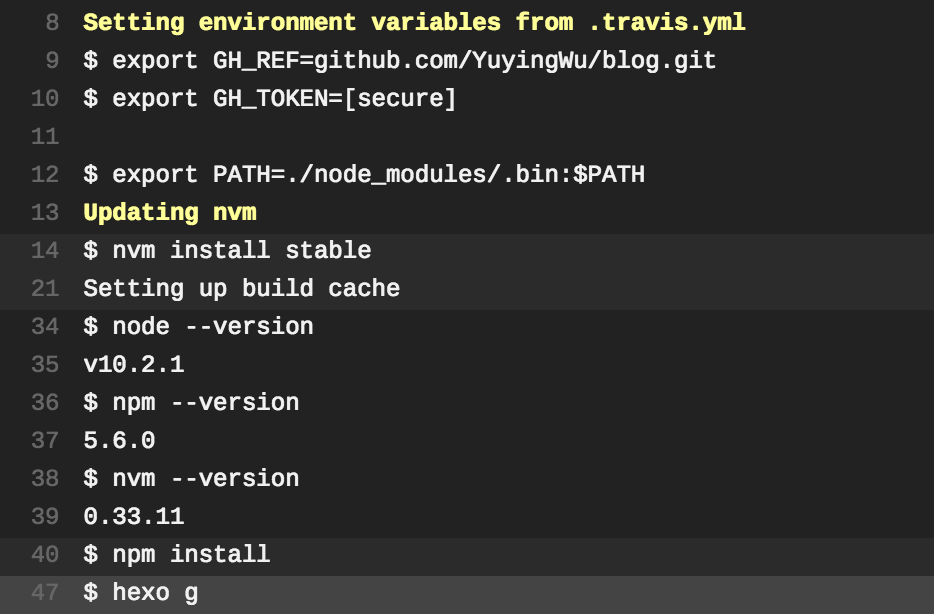 8 Setting environment variables from .travis.yml
9 $ export GH_REF=github.com/YuyingWu/blog.git
10 $ export GH_TOKEN=[secure]
11
12 $ export PATH=./node_modules/.bin:$PATH
13 Updating nvm
14 $ nvm install stable
21 Setting up build cache
34 $ node --version
35 v10.2.1
36 $ npm --version
37 5.6.0
38 $ nvm --version
39 0.33.11
40 $ npm install
47 $ hexo g